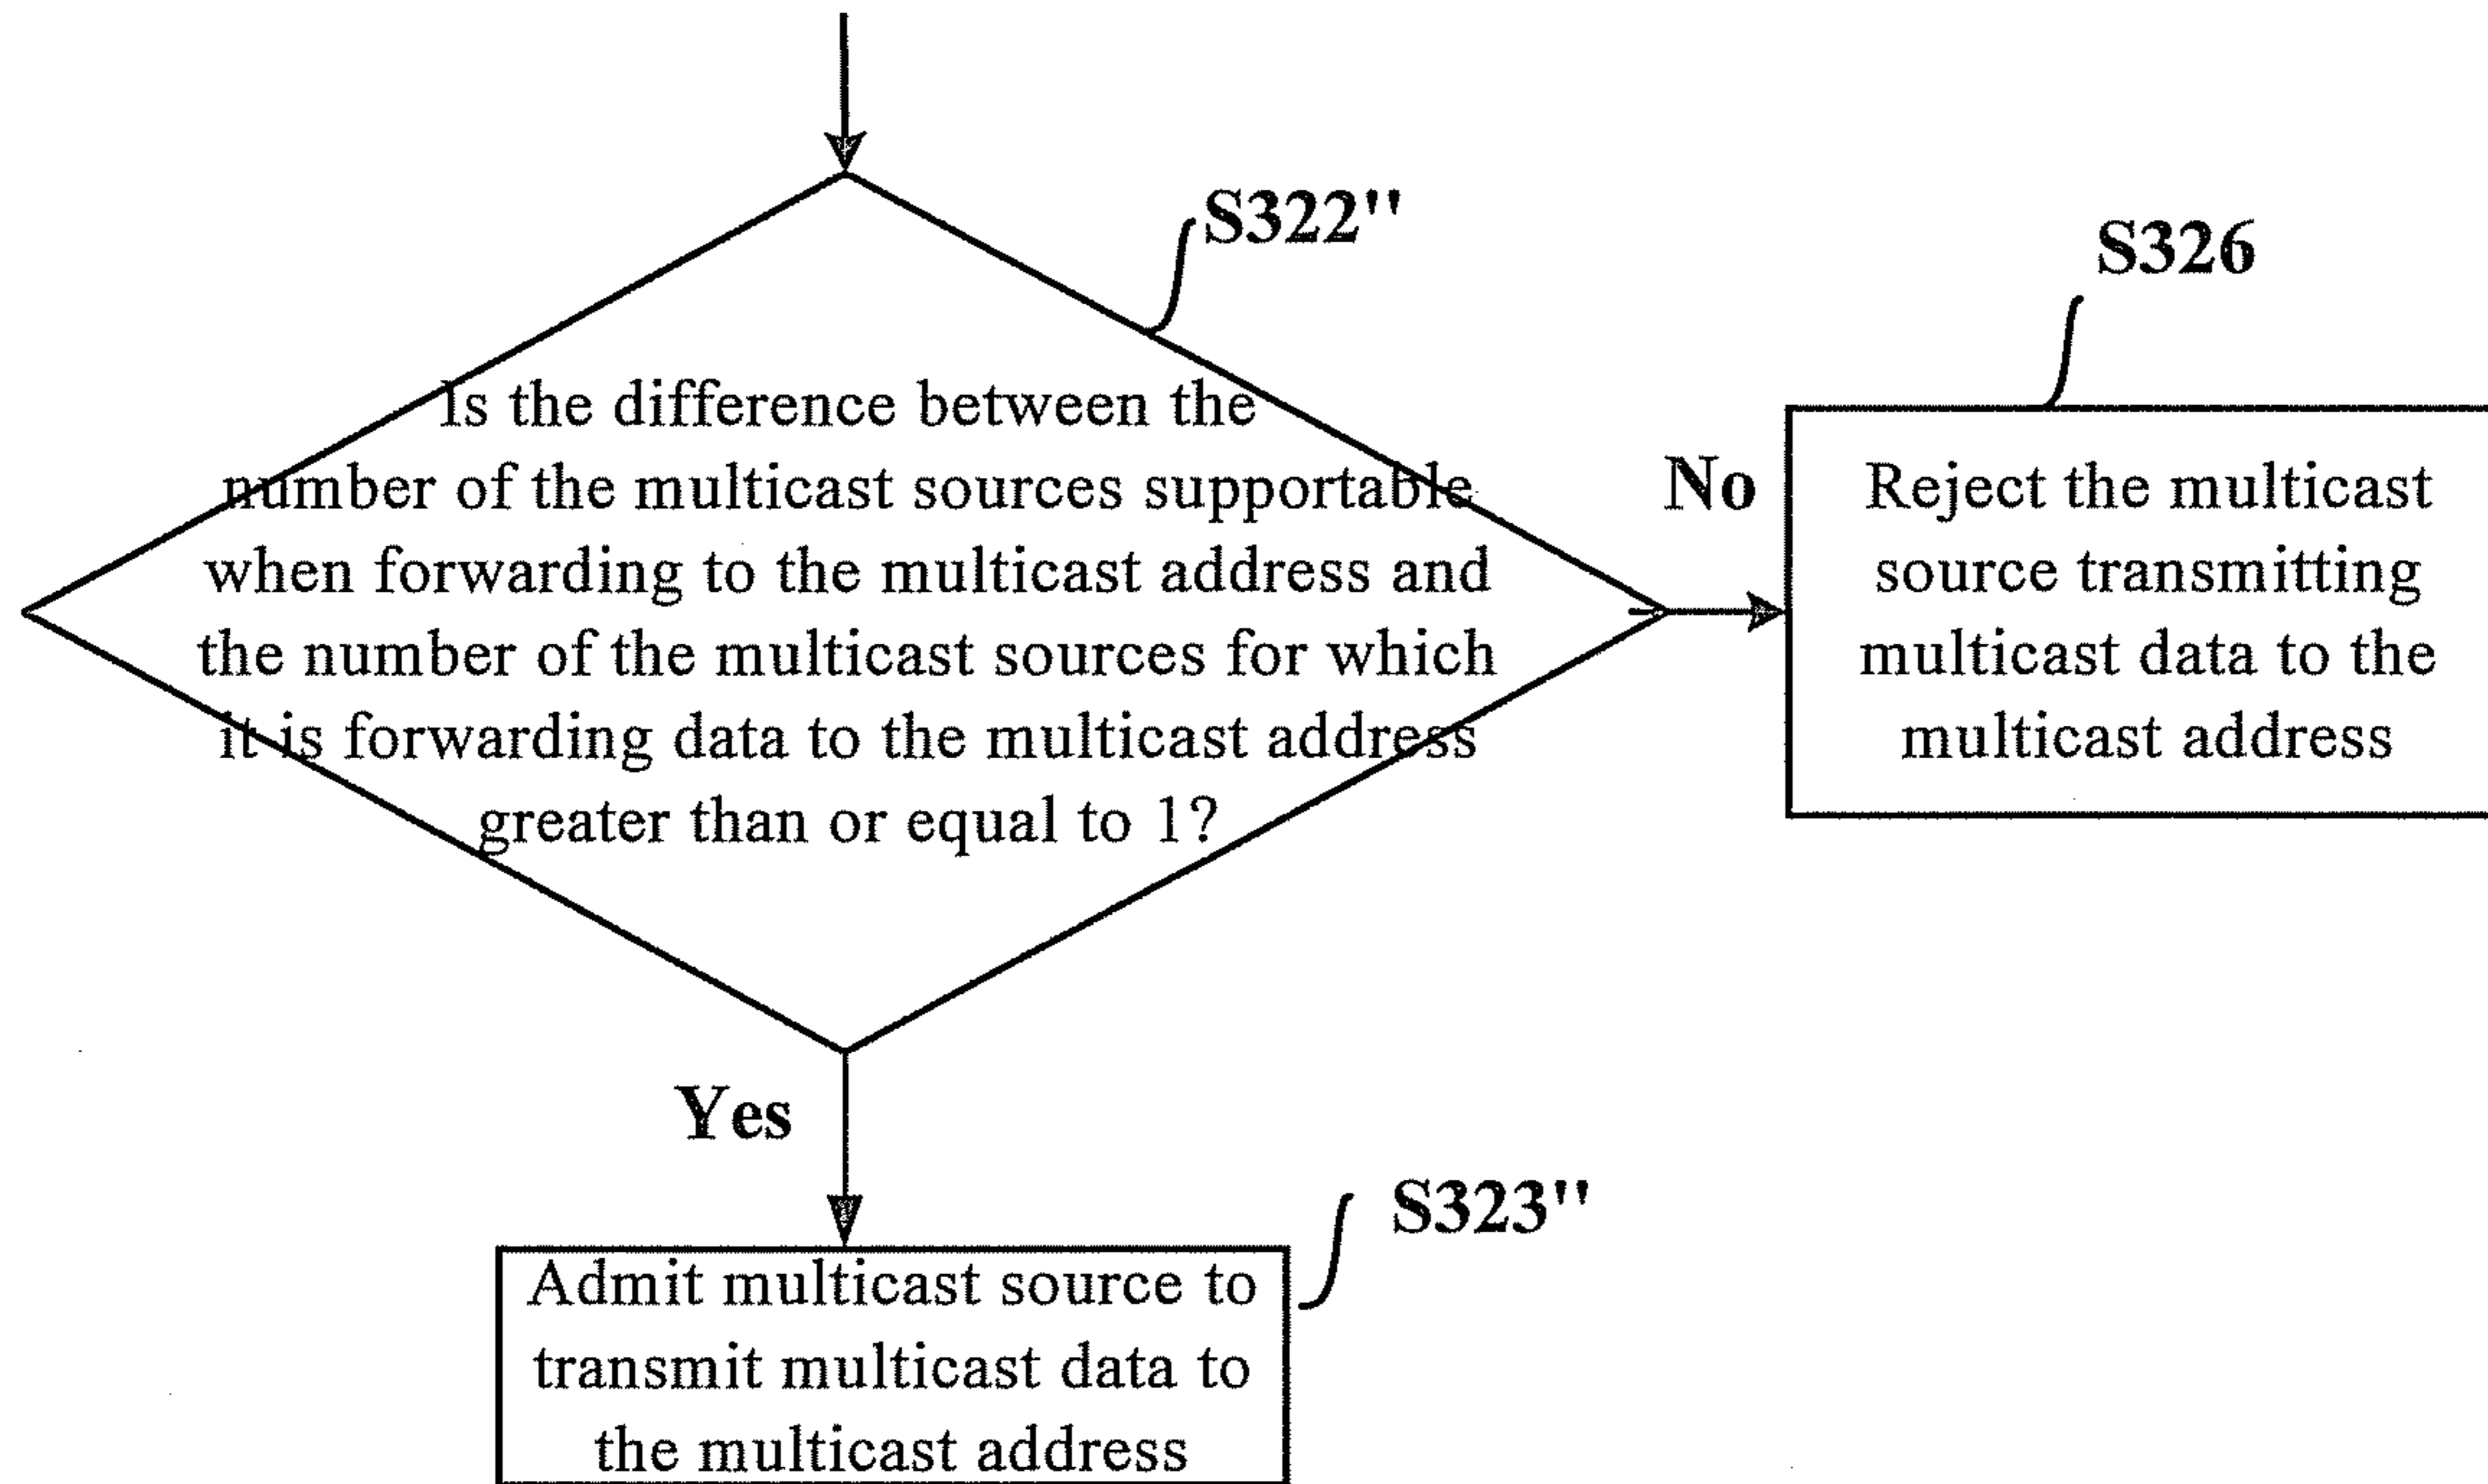 S322''
S326
Is the difference between the
number of the multicast sources supportable
when forwarding to the multicast address and
the number of the multicast sources for which
it is forwarding data to the multicast address
greater than or equal to 1?
No
Reject the multicast
source transmitting
multicast data to the
multicast address
Yes
S323''
Admit multicast source to
transmit multicast data to
the multicast address